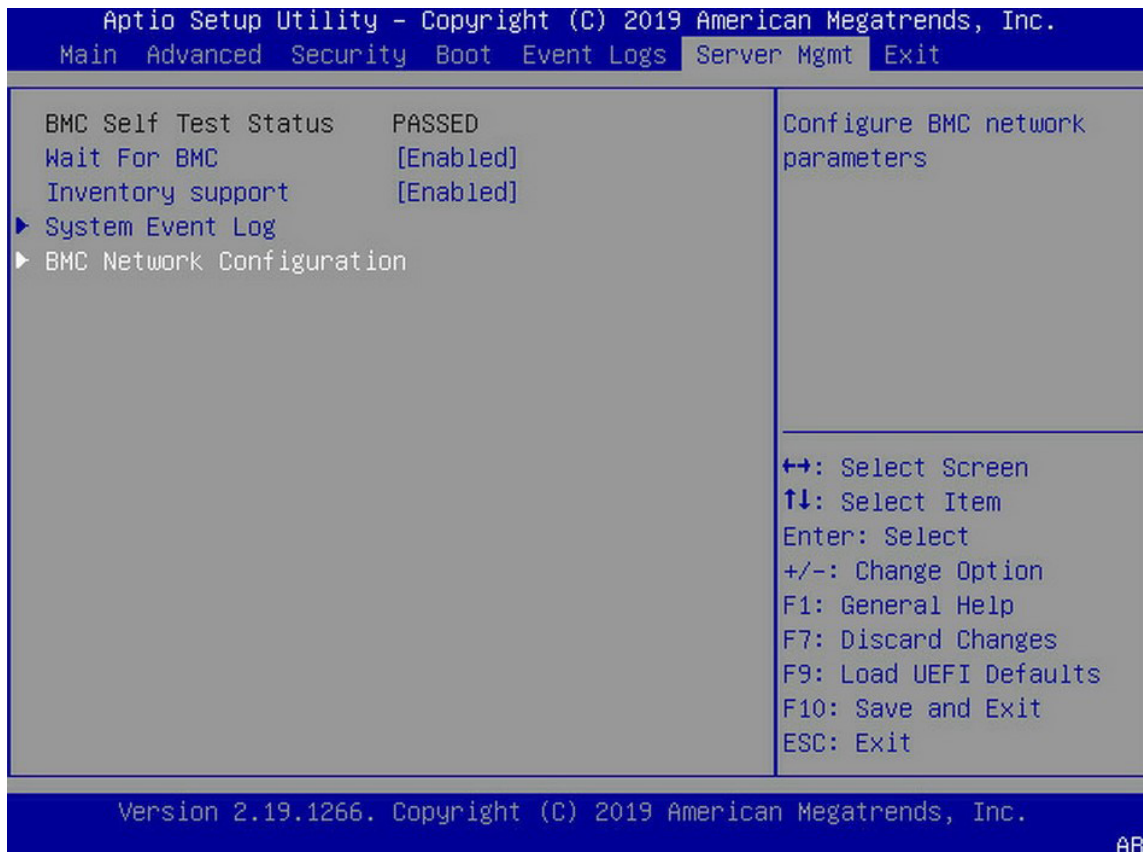 Aptio Setup Utility – Copyright (C) 2019 American Megatrends, Inc.
Main Advanced Security Boot Event Logs Server Mgmt Exit
BMC Self Test Status PASSED
Wait For BMC [Enabled]
Inventory support [Enabled]
▶ System Event Log
▶ BMC Network Configuration
Configure BMC network
parameters
↔: Select Screen
↑↓: Select Item
Enter: Select
+/-: Change Option
F1: General Help
F7: Discard Changes
F9: Load UEFI Defaults
F10: Save and Exit
ESC: Exit
Version 2.19.1266. Copyright (C) 2019 American Megatrends, Inc.
AB